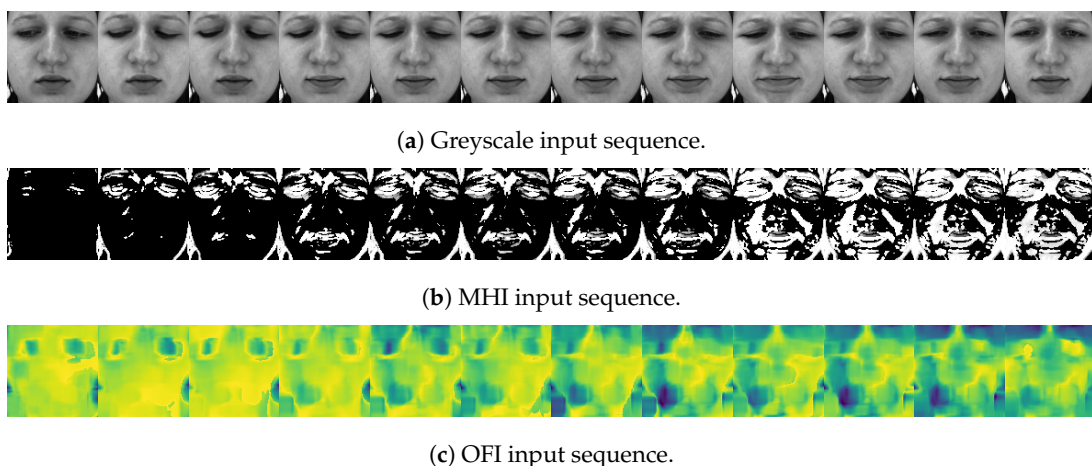 (a) Greyscale input sequence.
(b) MHI input sequence.
(c) OFI input sequence.